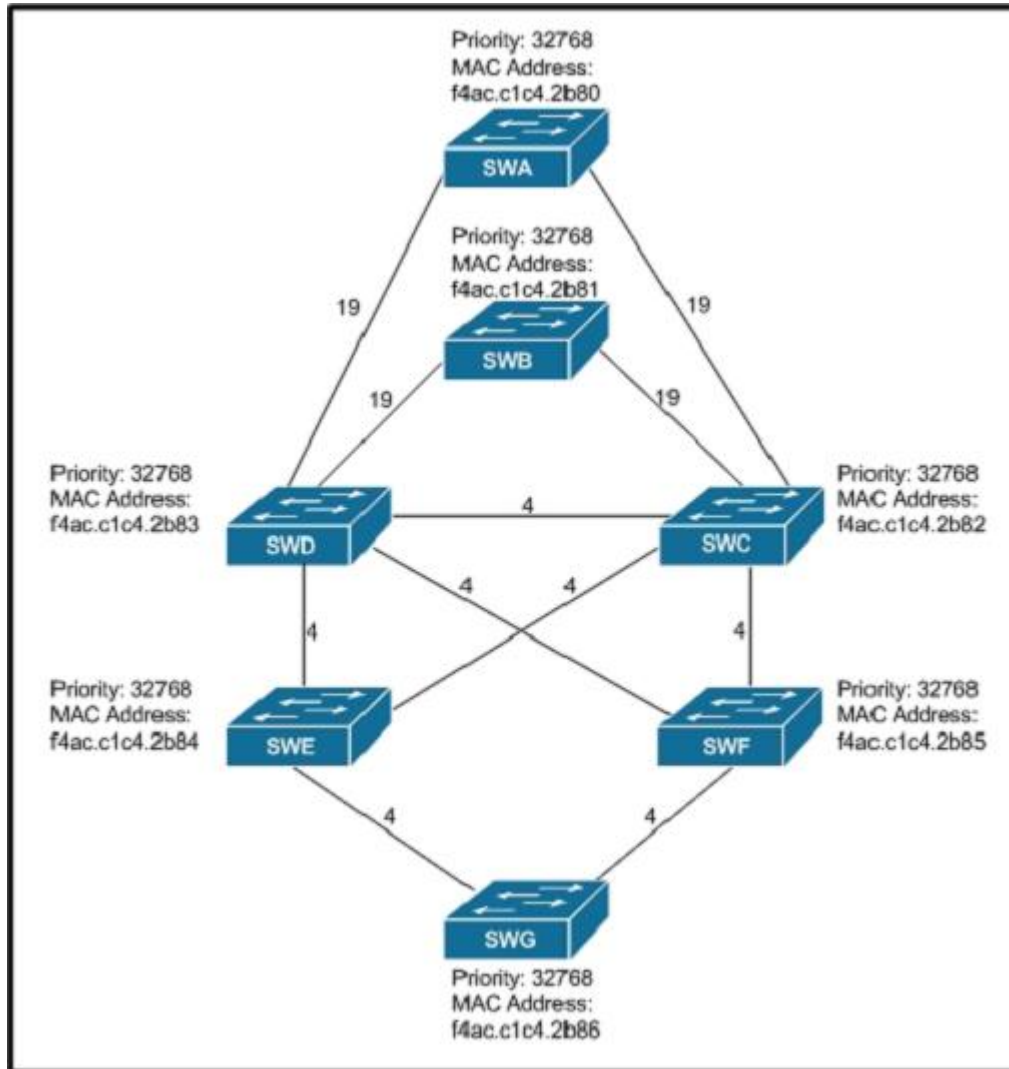 Priority: 32768
MAC Address:
f4ac.c1c4.2b80
SWA
Priority: 32768
MAC Address:
f4ac.c1c4.2b81
19
19
SWB
19
19
Priority: 32768
MAC Address:
f4ac.c1c4.2b83
Priority: 32768
MAC Address:
f4ac.c1c4.2b82
4
SWD
SWC
4
4
4
4
Priority: 32768
MAC Address:
f4ac.c1c4.2b84
Priority: 32768
MAC Address:
f4ac.c1c4.2b85
SWE
SWF
4
4
SWG
Priority: 32768
MAC Address:
f4ac.c1c4.2b86